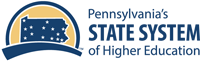 Pennsylvania's
STATE SYSTEM
of Higher Education